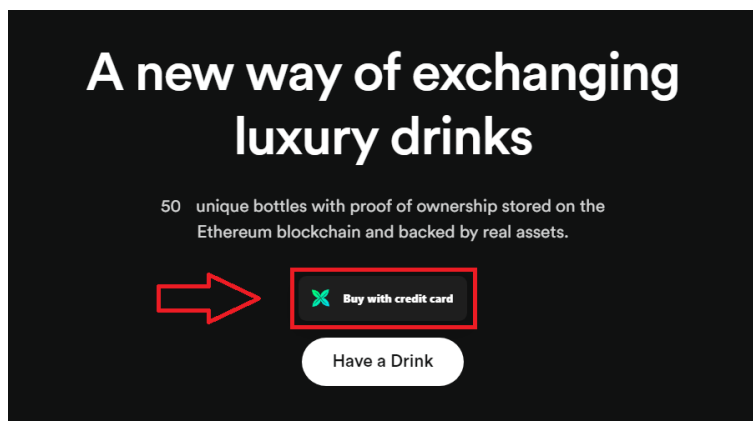 A new way of exchanging
luxury drinks
50 unique bottles with proof of ownership stored on the
Ethereum blockchain and backed by real assets.
Buy with credit card
Have a Drink